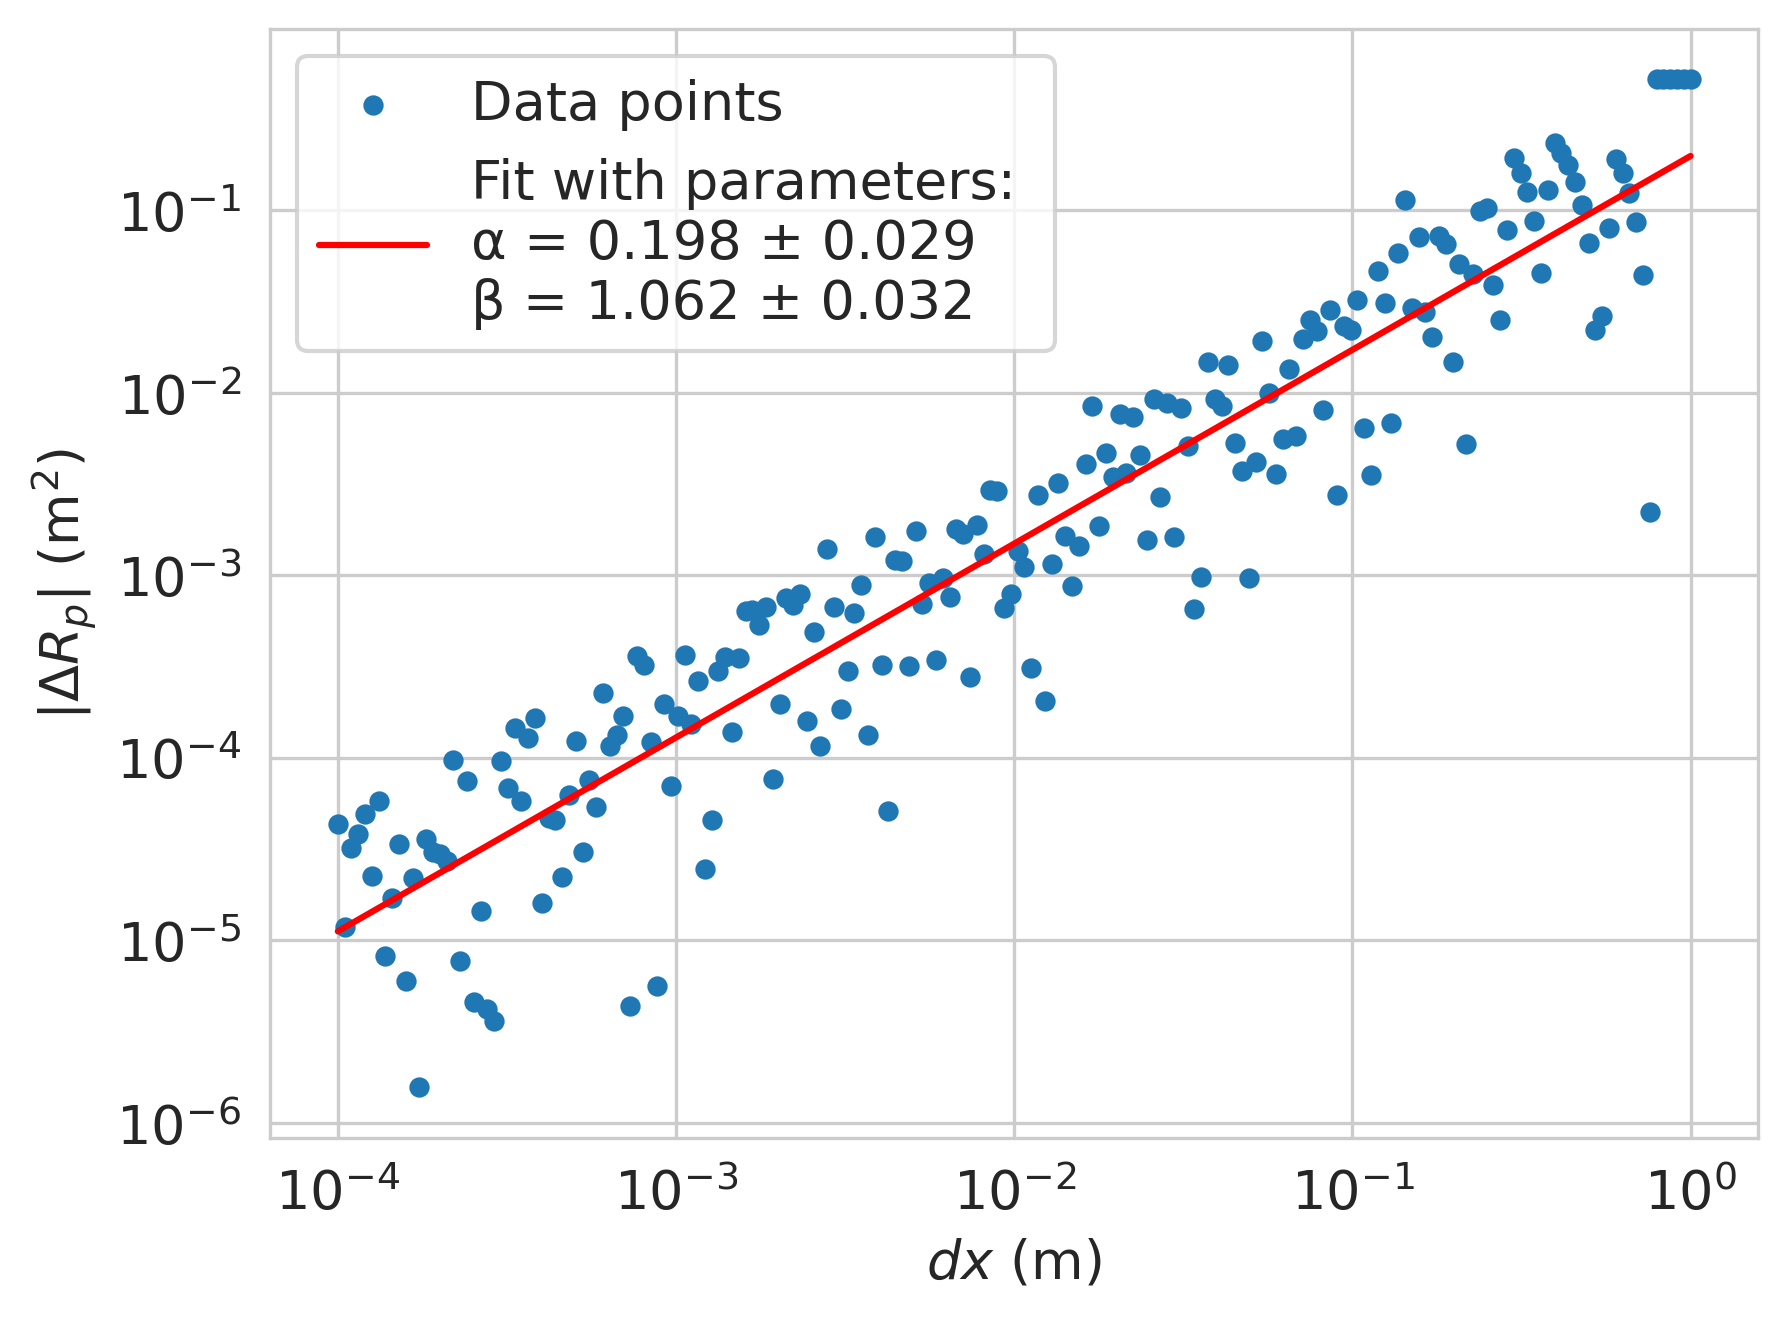 Data points
Fit with parameters:
α = 0.198 ± 0.029
β = 1.062 ± 0.032
10⁻¹
10⁻²
10⁻³
10⁻⁴
10⁻⁵
10⁻⁶
|ΔRₚ| (m²)
10⁻⁴ 10⁻³ 10⁻² 10⁻¹ 10⁰
dx (m)